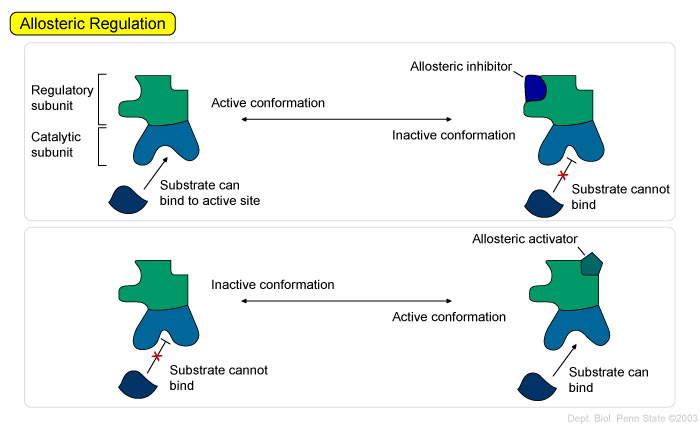 Allosteric Regulation
Allosteric inhibitor
Regulatory
subunit
Active conformation
Catalytic
subunit
Inactive conformation
Substrate can
bind to active site
Substrate cannot
bind
Allosteric activator
Inactive conformation
Active conformation
Substrate cannot
bind
Substrate can
bind
Dept. Biol. Penn State ©2003